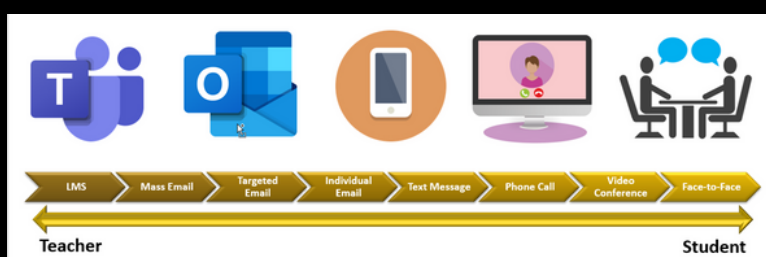 T
O
LMS
Mass Email
Targeted
Email
Individual
Email
Text Message
Phone Call
Video
Conference
Face-to-Face
Teacher
Student